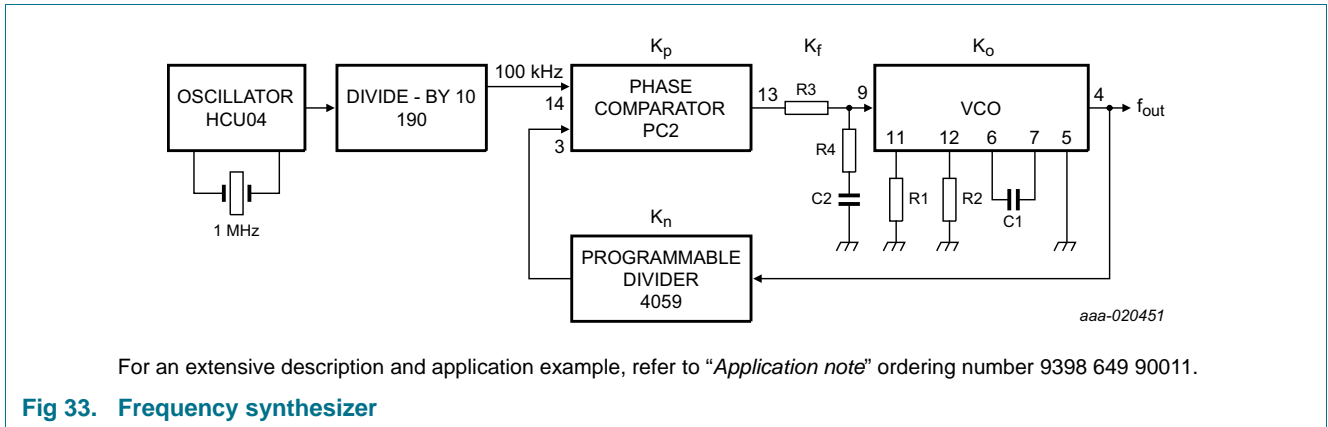 Kp
Kf
Ko
OSCILLATOR
HCU04
DIVIDE - BY 10
190
100 kHz
14
3
PHASE
COMPARATOR
PC2
13
R3
9
VCO
4
fout
11
12
6
7
5
R4
C2
R1
R2
C1
1 MHz
Kn
PROGRAMMABLE
DIVIDER
4059
aaa-020451
For an extensive description and application example, refer to “Application note” ordering number 9398 649 90011.
Fig 33. Frequency synthesizer